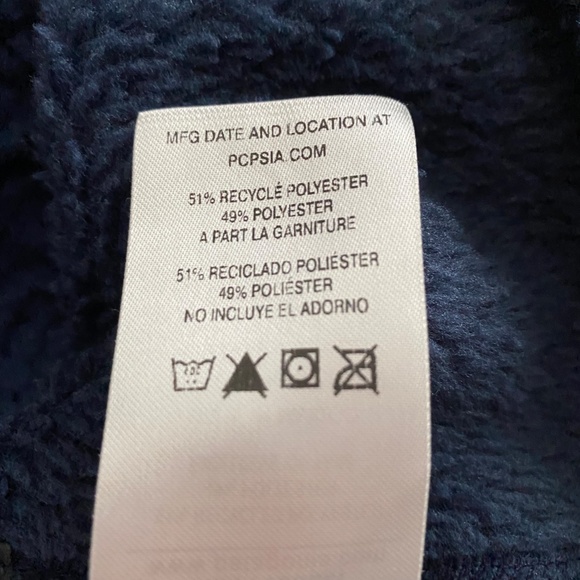 MFG DATE AND LOCATION AT
PCPSIA.COM
51% RECYCLÉ POLYESTER
49% POLYESTER
A PART LA GARNITURE
51% RECICLADO POLIÉSTER
49% POLIÉSTER
NO INCLUYE EL ADORNO